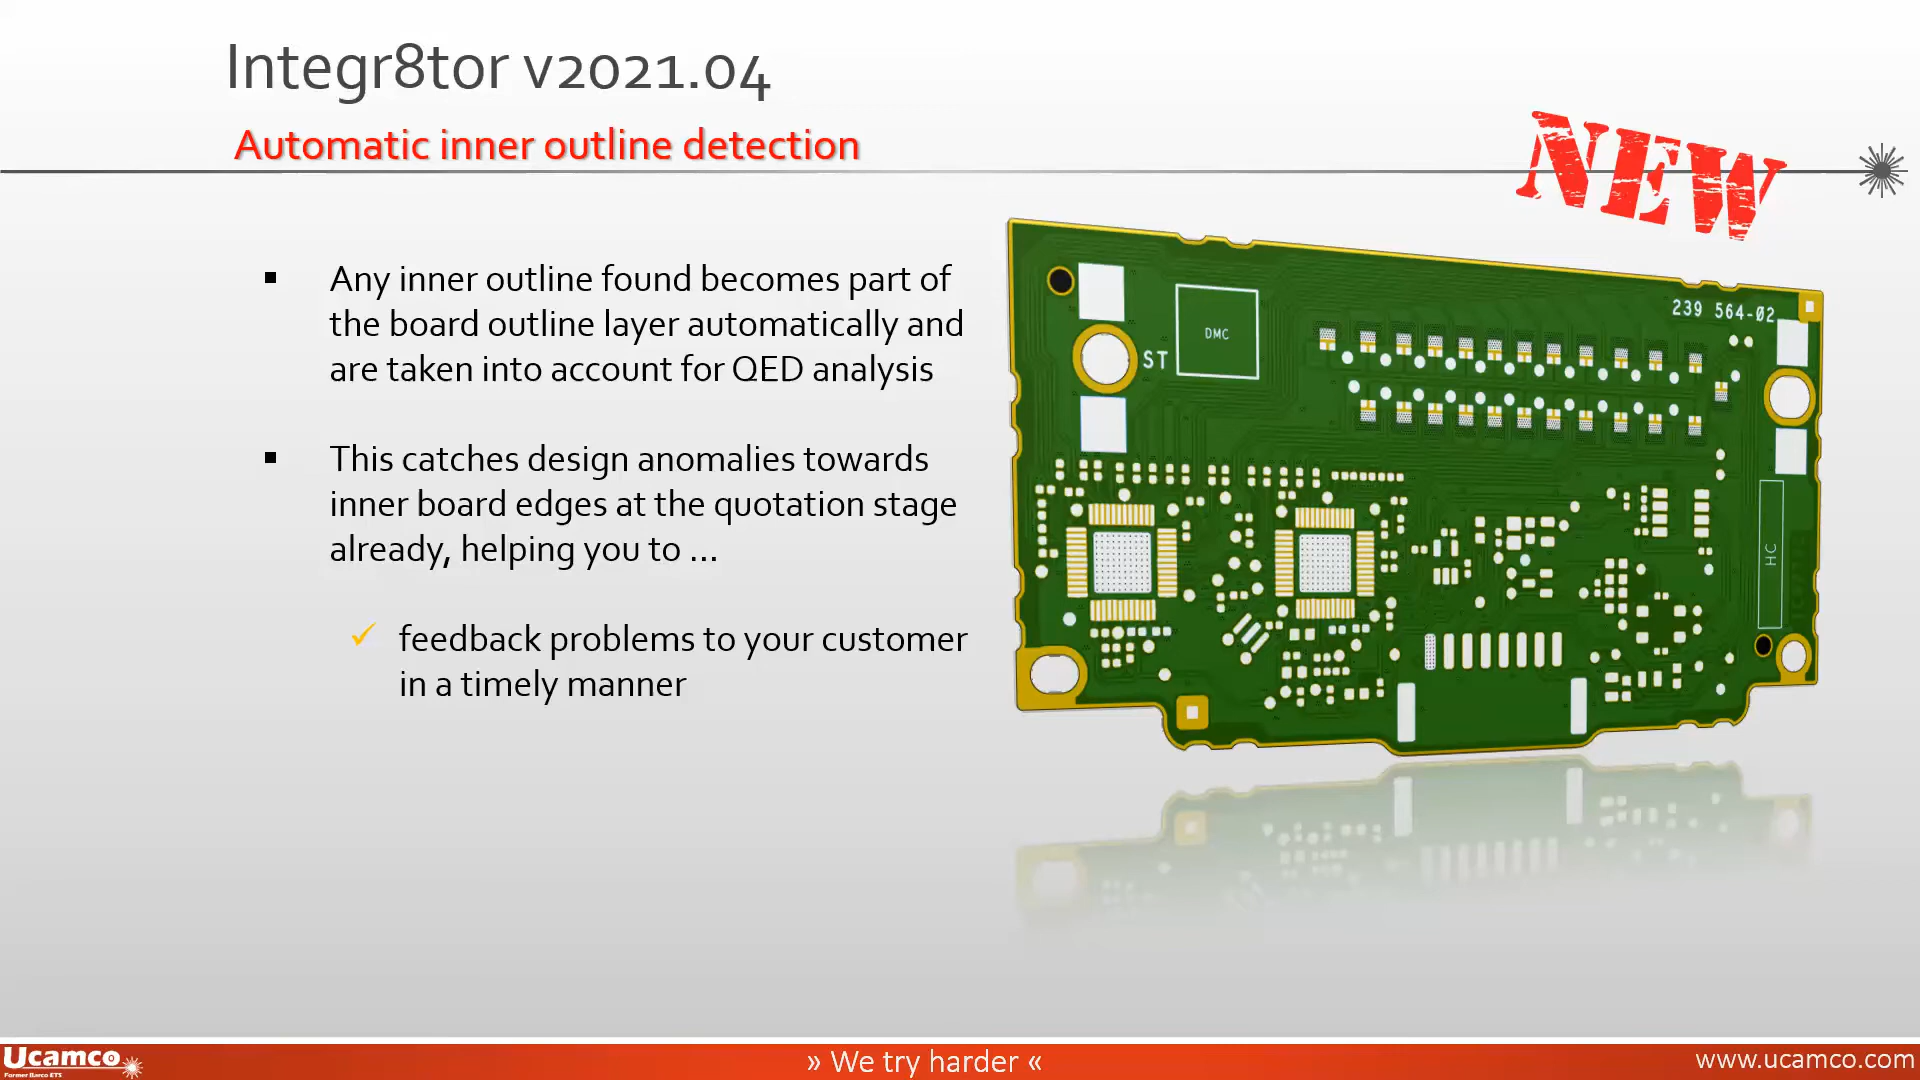 Integr8tor v2021.04
Automatic inner outline detection
NEW
Any inner outline found becomes part of
the board outline layer automatically and
are taken into account for QED analysis
This catches design anomalies towards
inner board edges at the quotation stage
already, helping you to ...
feedback problems to your customer
in a timely manner
239 564-02
DMC
ST
HC
Ucamco
Former Barco ETS
» We try harder «
www.ucamco.com